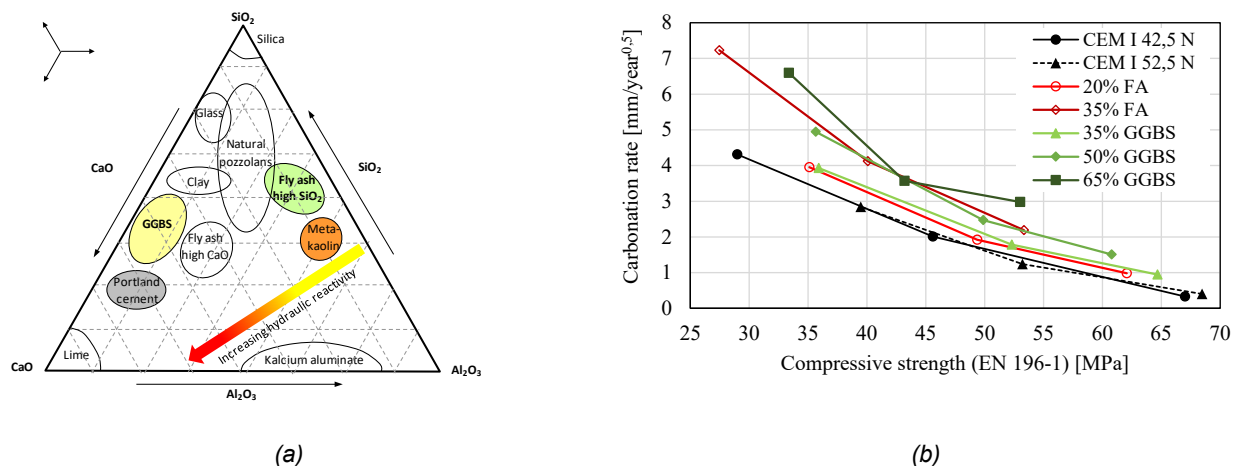 SiO₂
Silica
Glass
Natural
pozzolans
CaO
SiO₂
Clay
Fly ash
high SiO₂
GGBS
Meta-
kaolin
Fly ash
high CaO
Portland
cement
Increasing hydraulic reactivity
Lime
Kalcium aluminate
CaO
Al₂O₃
Al₂O₃
(a)
Carbonation rate [mm/year⁰,⁵]
8
7
6
5
4
3
2
1
0
25
30
35
40
45
50
55
60
65
70
Compressive strength (EN 196-1) [MPa]
CEM I 42,5 N
CEM I 52,5 N
20% FA
35% FA
35% GGBS
50% GGBS
65% GGBS
(b)